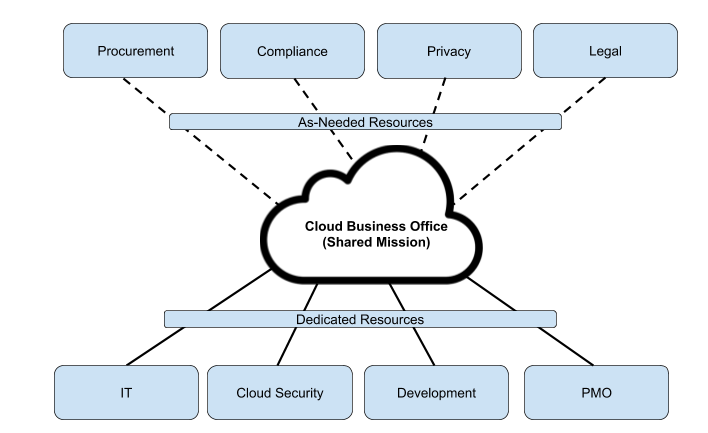 Procurement
Compliance
Privacy
Legal
As-Needed Resources
Cloud Business Office
(Shared Mission)
Dedicated Resources
IT
Cloud Security
Development
PMO